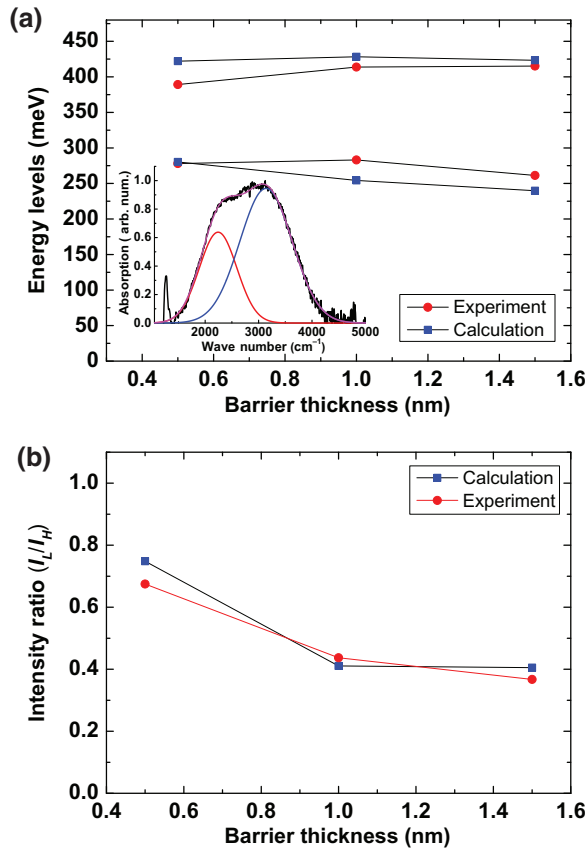 (a)
450
400
350
300
250
200
150
100
50
0
Energy levels (meV)
0.4 0.6 0.8 1.0 1.2 1.4 1.6
Barrier thickness (nm)
Experiment
Calculation
1.0
0.8
0.6
0.4
0.2
0.0
Absorption ( arb. num.)
2000 3000 4000 5000
Wave number (cm⁻¹)
(b)
1.0
0.8
0.6
0.4
0.2
0.0
Intensity ratio (I_L/I_H)
Calculation
Experiment
0.4 0.6 0.8 1.0 1.2 1.4 1.6
Barrier thickness (nm)